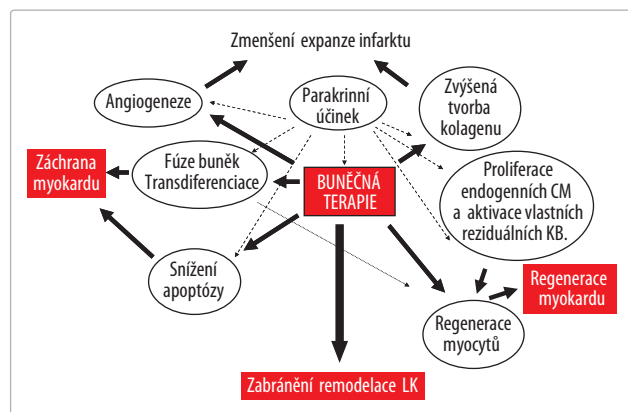 Zmenšení expanze infarktu
Angiogeneze
Parakrinní
účinek
Zvýšená
tvorba
kolagenu
Záchrana
myokardu
Fúze buněk
Transdiferenciace
BUNĚČNÁ
TERAPIE
Proliferace
endogenních CM
a aktivace vlastních
reziduálních KB.
Snížení
apoptózy
Regenerace
myokardu
Regenerace
myocytů
Zabránění remodelace LK